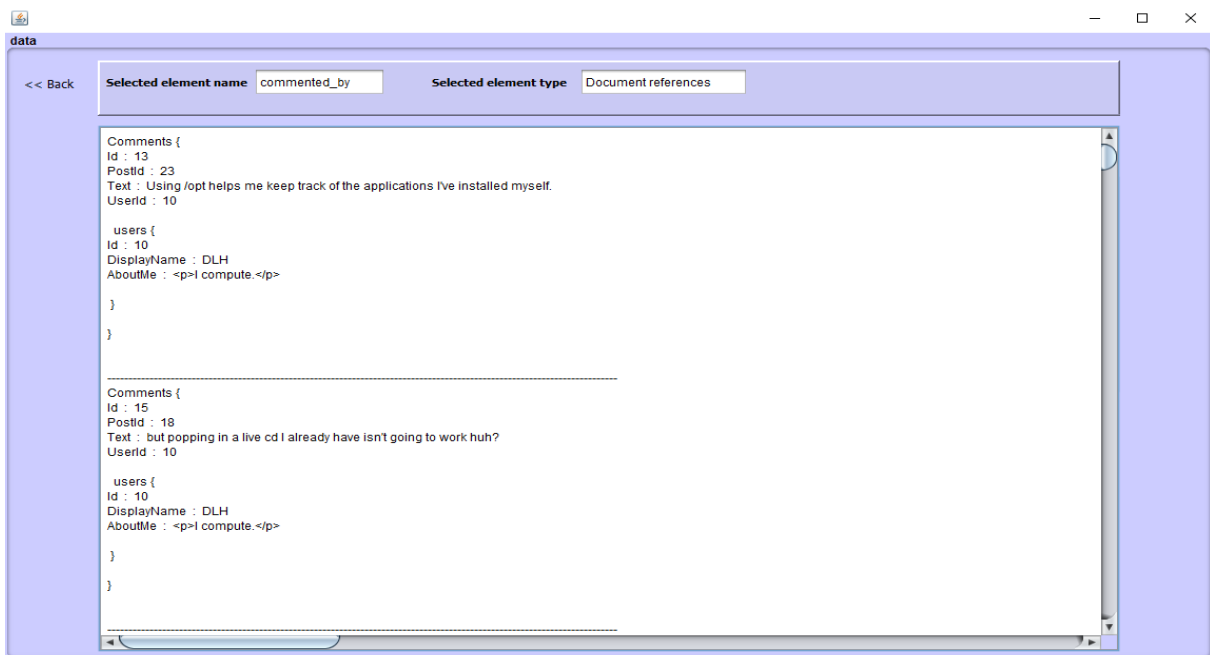 data
<< Back
Selected element name commented_by Selected element type Document references
Comments {
Id : 13
PostId : 23
Text : Using /opt helps me keep track of the applications I've installed myself.
UserId : 10
users {
Id : 10
DisplayName : DLH
AboutMe : <p>I compute.</p>
}
}
--------------------------------------------------------------------------------------------------------------------------------
Comments {
Id : 15
PostId : 18
Text : but popping in a live cd I already have isn't going to work huh?
UserId : 10
users {
Id : 10
DisplayName : DLH
AboutMe : <p>I compute.</p>
}
}
--------------------------------------------------------------------------------------------------------------------------------